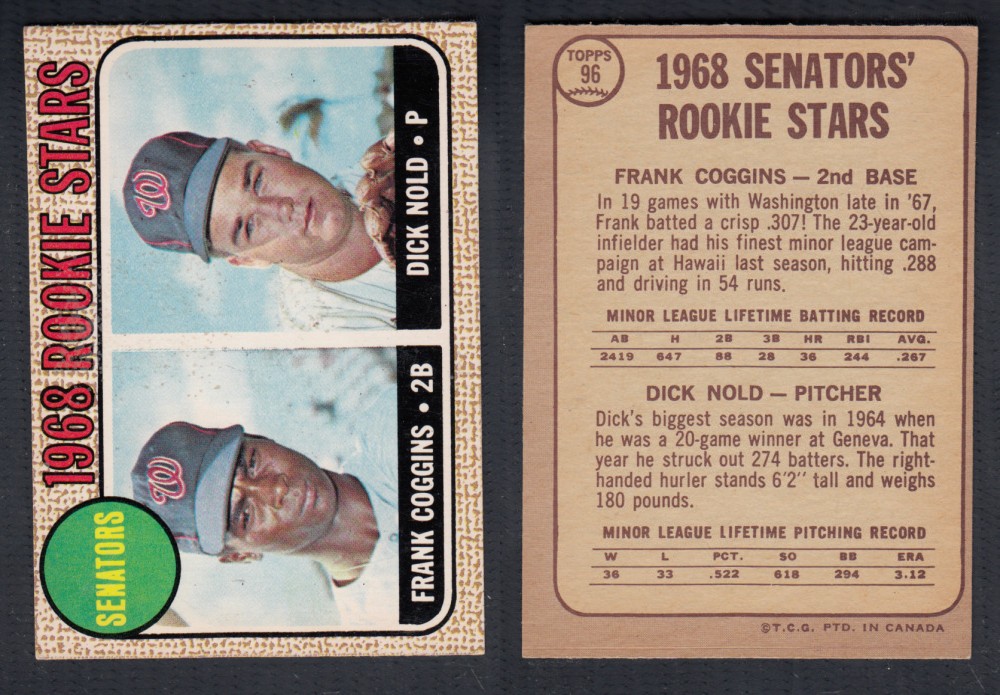 1968 ROOKIE STARS
SENATORS
W
DICK NOLD • P
W
FRANK COGGINS • 2B
TOPPS
96
1968 SENATORS'
ROOKIE STARS
FRANK COGGINS — 2nd BASE
In 19 games with Washington late in '67,
Frank batted a crisp .307! The 23-year-old
infielder had his finest minor league cam-
paign at Hawaii last season, hitting .288
and driving in 54 runs.
MINOR LEAGUE LIFETIME BATTING RECORD
AB H 2B 3B HR RBI AVG.
2419 647 88 28 36 244 .267
DICK NOLD — PITCHER
Dick's biggest season was in 1964 when
he was a 20-game winner at Geneva. That
year he struck out 274 batters. The right-
handed hurler stands 6'2" tall and weighs
180 pounds.
MINOR LEAGUE LIFETIME PITCHING RECORD
W L PCT. SO BB ERA
36 33 .522 618 294 3.12
©T.C.G. PTD. IN CANADA